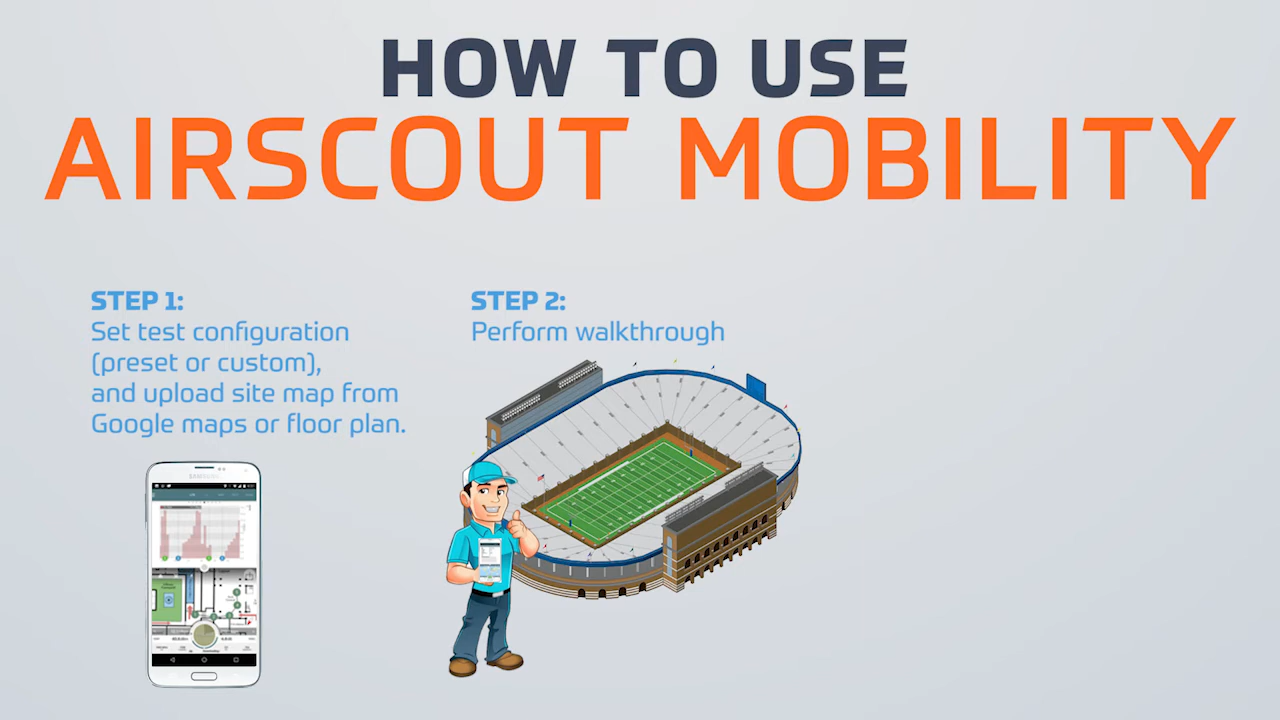 HOW TO USE
AIRSCOUT MOBILITY
STEP 1:
Set test configuration
(preset or custom),
and upload site map from
Google maps or floor plan.
STEP 2:
Perform walkthrough
SAMSUNG